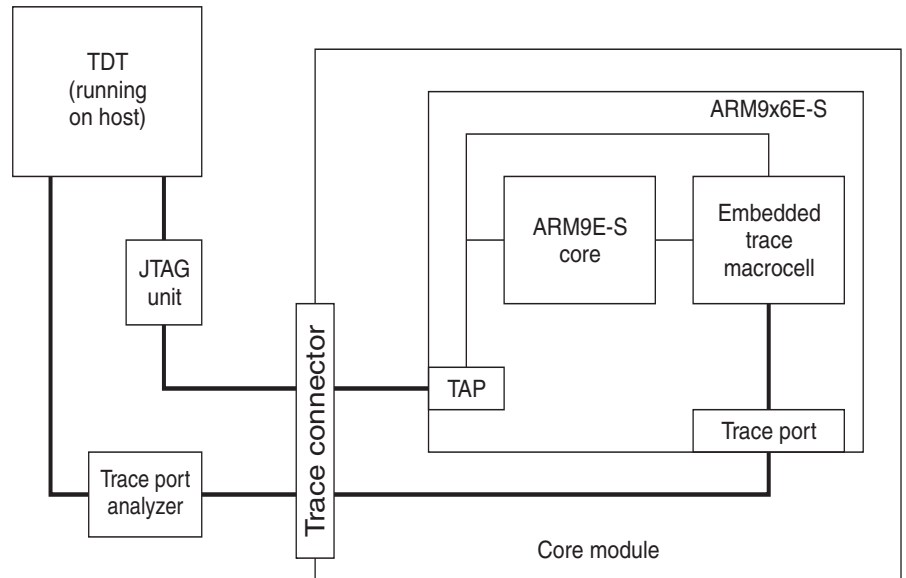 TDT
(running
on host)
ARM9x6E-S
ARM9E-S
core
Embedded
trace
macrocell
JTAG
unit
Trace connector
TAP
Trace port
Trace port
analyzer
Core module